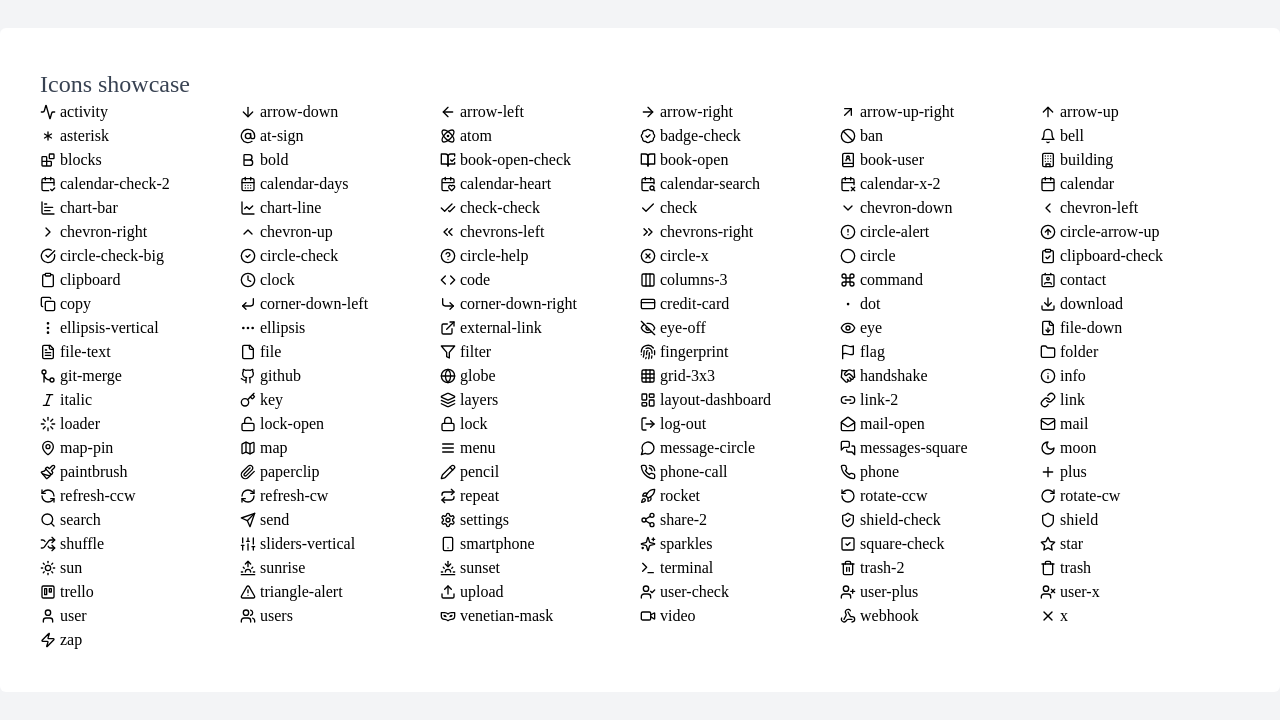 Icons showcase
activity arrow-down arrow-left arrow-right arrow-up-right arrow-up
asterisk at-sign atom badge-check ban bell
blocks bold book-open-check book-open book-user building
calendar-check-2 calendar-days calendar-heart calendar-search calendar-x-2 calendar
chart-bar chart-line check-check check chevron-down chevron-left
chevron-right chevron-up chevrons-left chevrons-right circle-alert circle-arrow-up
circle-check-big circle-check circle-help circle-x circle clipboard-check
clipboard clock code columns-3 command contact
copy corner-down-left corner-down-right credit-card dot download
ellipsis-vertical ellipsis external-link eye-off eye file-down
file-text file filter fingerprint flag folder
git-merge github globe grid-3x3 handshake info
italic key layers layout-dashboard link-2 link
loader lock-open lock log-out mail-open mail
map-pin map menu message-circle messages-square moon
paintbrush paperclip pencil phone-call phone plus
refresh-ccw refresh-cw repeat rocket rotate-ccw rotate-cw
search send settings share-2 shield-check shield
shuffle sliders-vertical smartphone sparkles square-check star
sun sunrise sunset terminal trash-2 trash
trello triangle-alert upload user-check user-plus user-x
user users venetian-mask video webhook x
zap